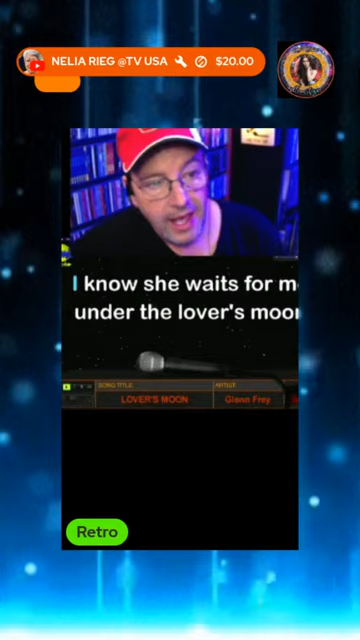 NELIA RIEG @TV USA $20.00
I know she waits for m
under the lover's moon
SONG TITLE: ARTIST:
LOVER'S MOON Glenn Frey
Retro